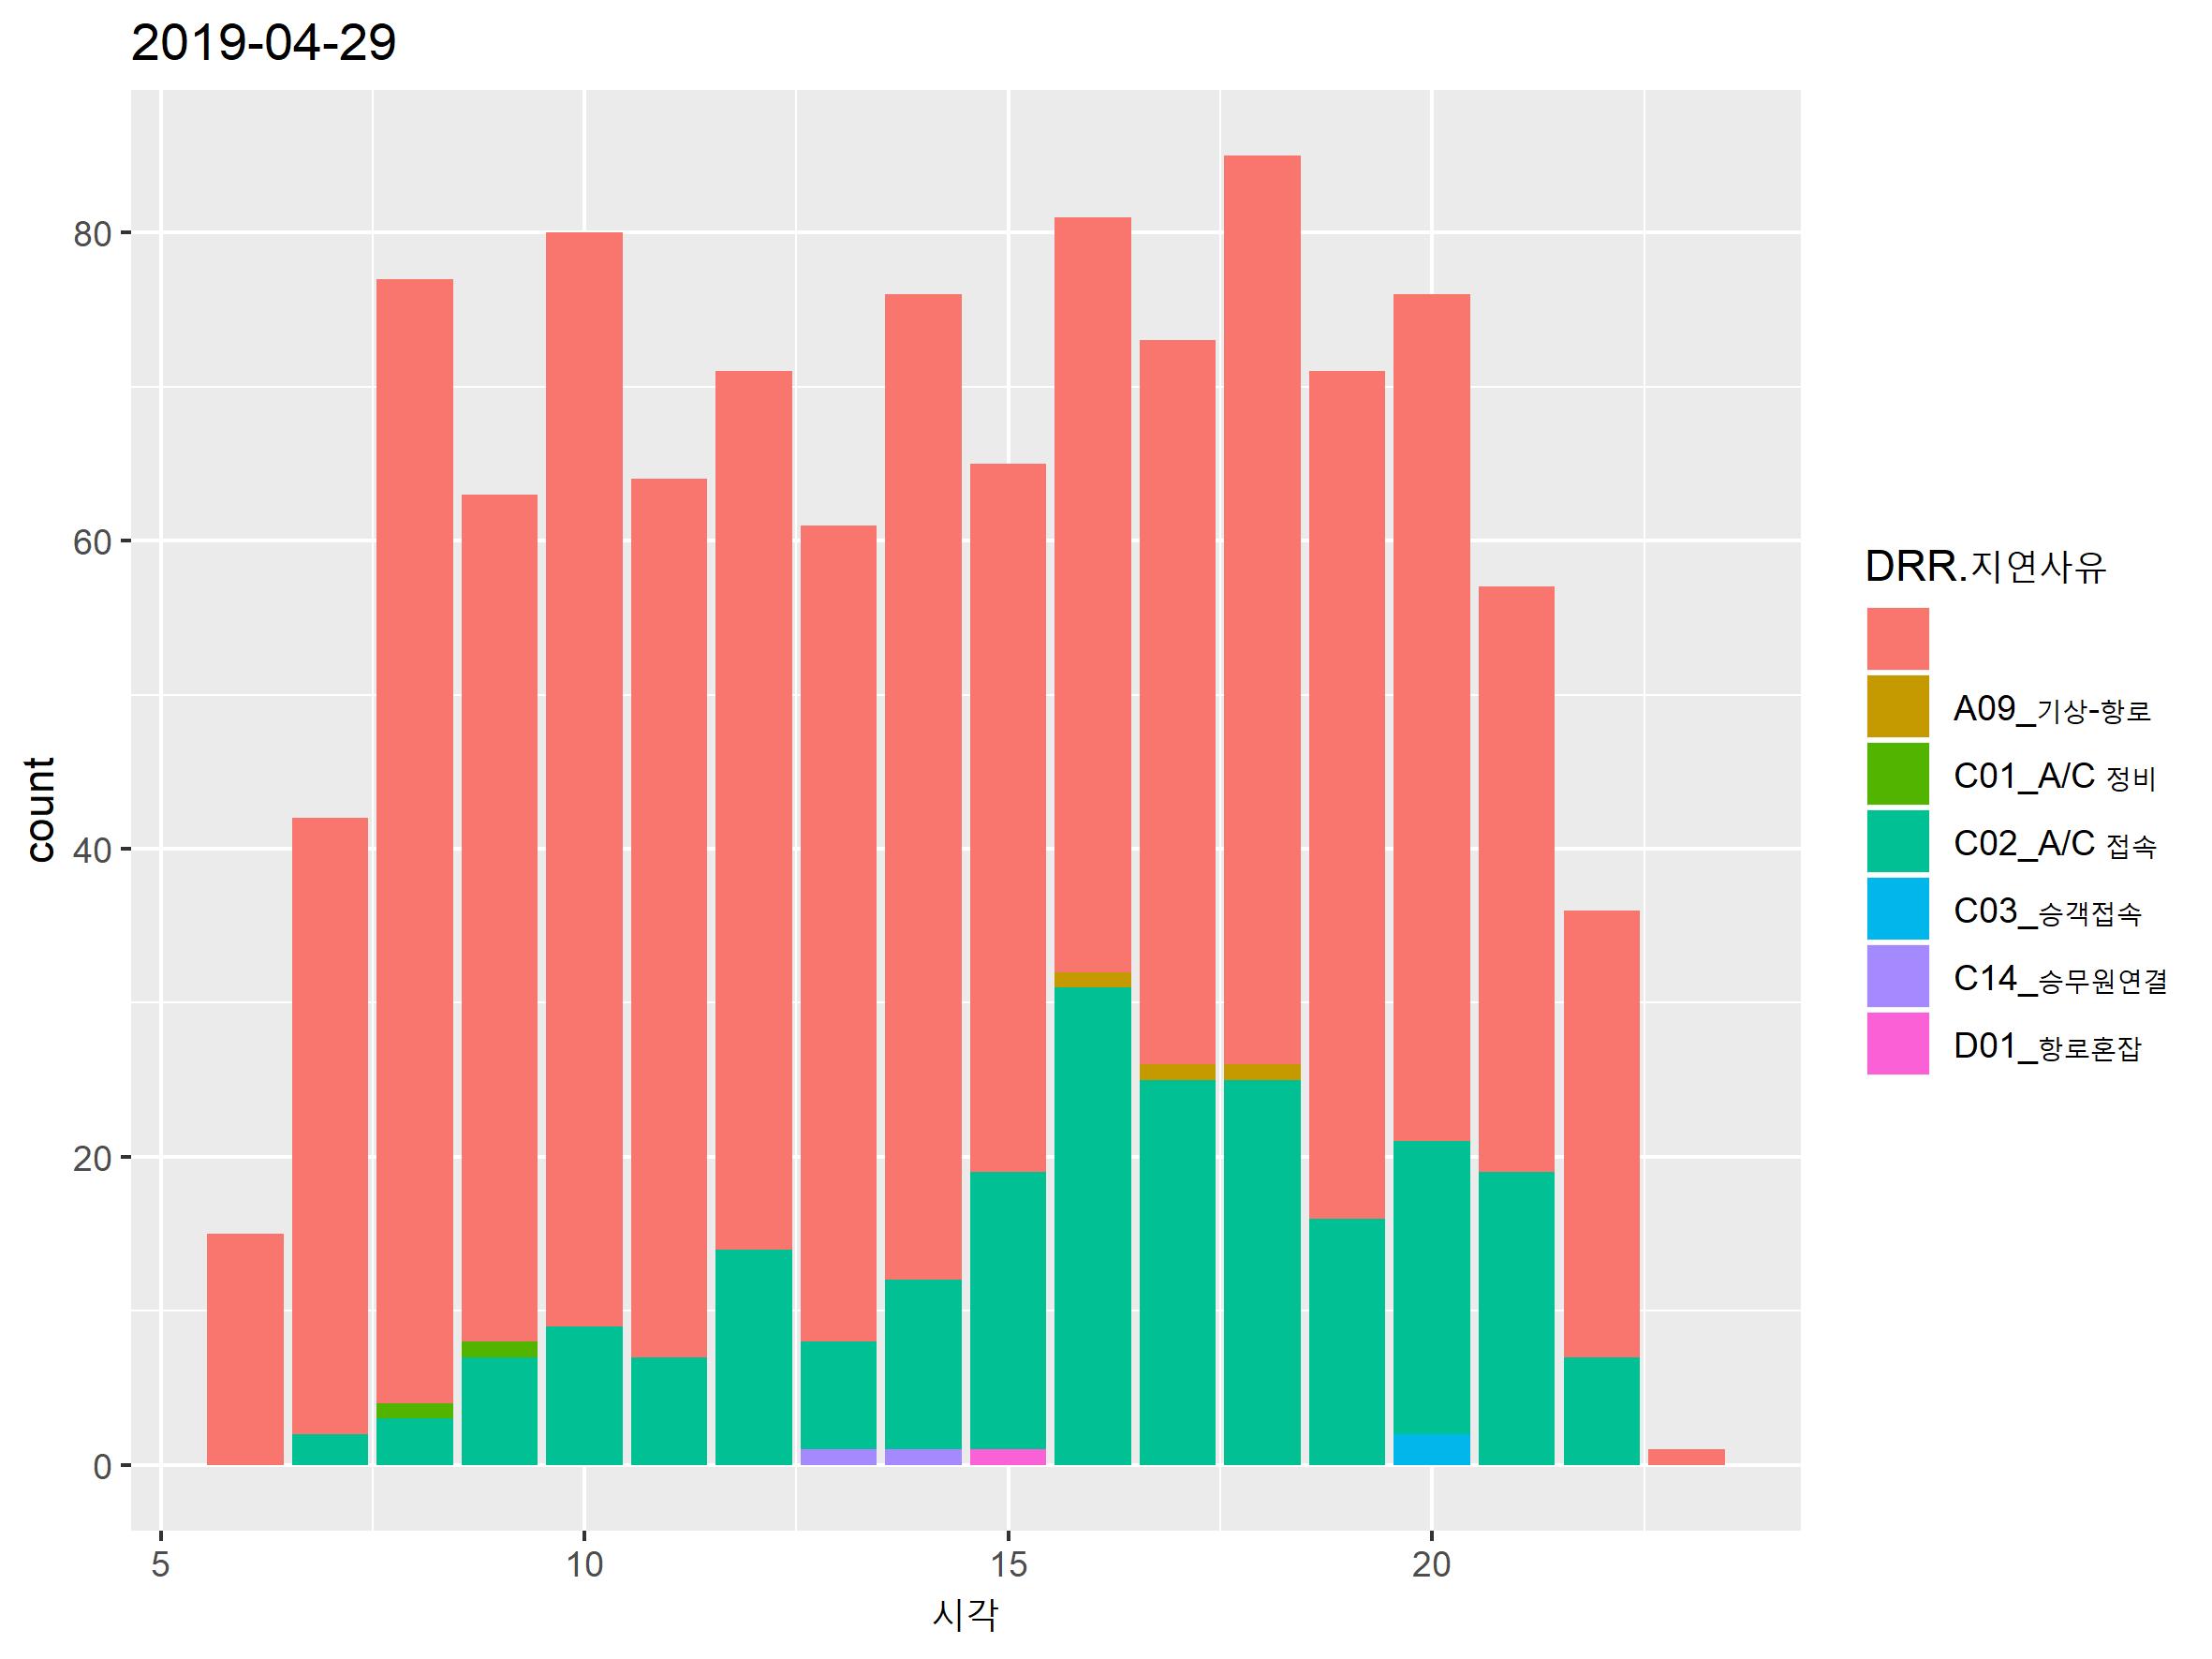 2019-04-29
count
80
60
40
20
0
5 10 15 20
시각
DRR.지연사유
A09_기상-항로
C01_A/C 정비
C02_A/C 접속
C03_승객접속
C14_승무원연결
D01_항로혼잡